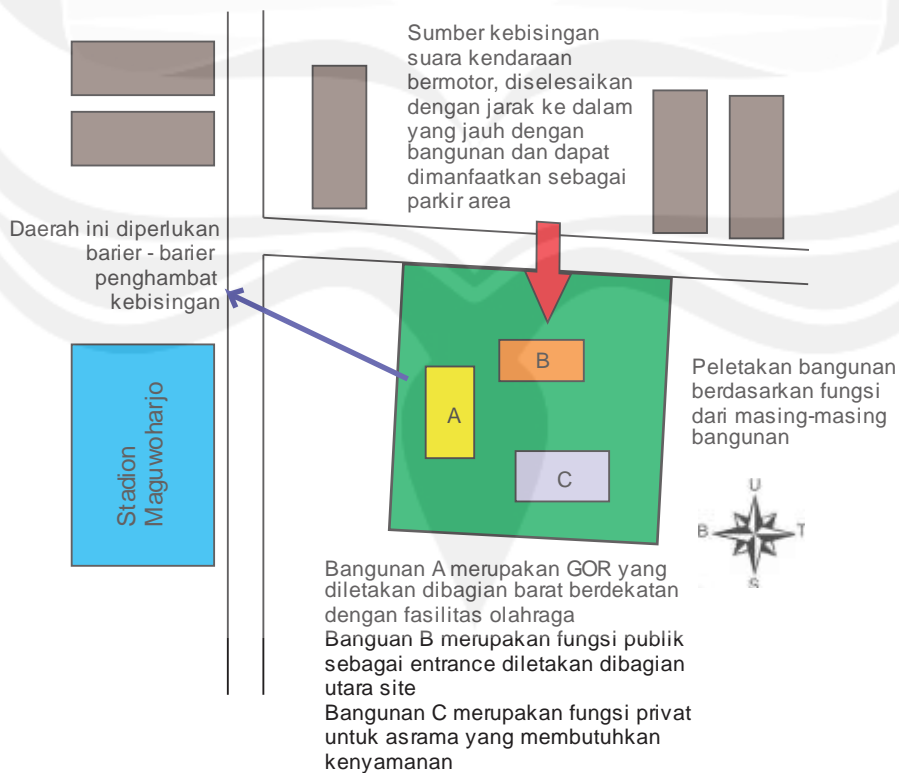 Sumber kebisingan
suara kendaraan
bermotor, diselesaikan
dengan jarak ke dalam
yang jauh dengan
bangunan dan dapat
dimanfaatkan sebagai
parkir area
Daerah ini diperlukan
barier - barier
penghambat
kebisingan
B
A
C
Stadion
Maguwoharjo
Peletakan bangunan
berdasarkan fungsi
dari masing-masing
bangunan
U
B
T
S
Bangunan A merupakan GOR yang
diletakan dibagian barat berdekatan
dengan fasilitas olahraga
Banguan B merupakan fungsi publik
sebagai entrance diletakan dibagian
utara site
Bangunan C merupakan fungsi privat
untuk asrama yang membutuhkan
kenyamanan